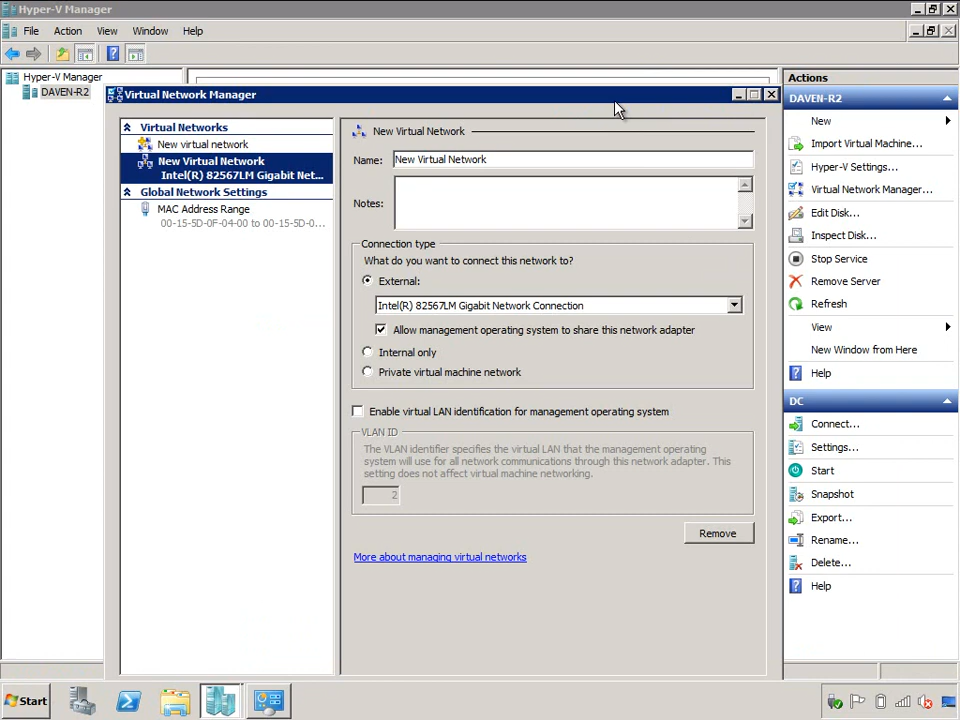 Hyper-V Manager
File Action View Window Help
Hyper-V Manager
DAVEN-R2
Virtual Network Manager
Virtual Networks
New virtual network
New Virtual Network
Intel(R) 82567LM Gigabit Net...
Global Network Settings
MAC Address Range
00-15-5D-0F-04-00 to 00-15-5D-0...
New Virtual Network
Name: New Virtual Network
Notes:
Connection type
What do you want to connect this network to?
External:
Intel(R) 82567LM Gigabit Network Connection
Allow management operating system to share this network adapter
Internal only
Private virtual machine network
Enable virtual LAN identification for management operating system
VLAN ID
The VLAN identifier specifies the virtual LAN that the management operating
system will use for all network communications through this network adapter. This
setting does not affect virtual machine networking.
2
Remove
More about managing virtual networks
Actions
DAVEN-R2
New
Import Virtual Machine...
Hyper-V Settings...
Virtual Network Manager...
Edit Disk...
Inspect Disk...
Stop Service
Remove Server
Refresh
View
New Window from Here
Help
DC
Connect...
Settings...
Start
Snapshot
Export...
Rename...
Delete...
Help
Start